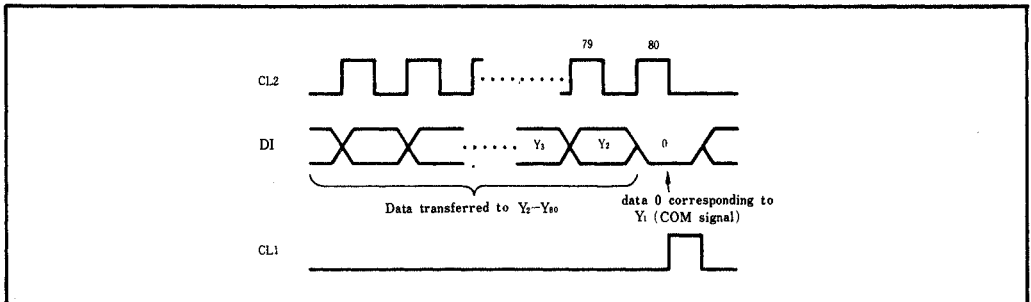 79 80
CL2
DI
Y₃ Y₂ 0
Data transferred to Y₂–Y₈₀
data 0 corresponding to
Y₁ (COM signal)
CL1